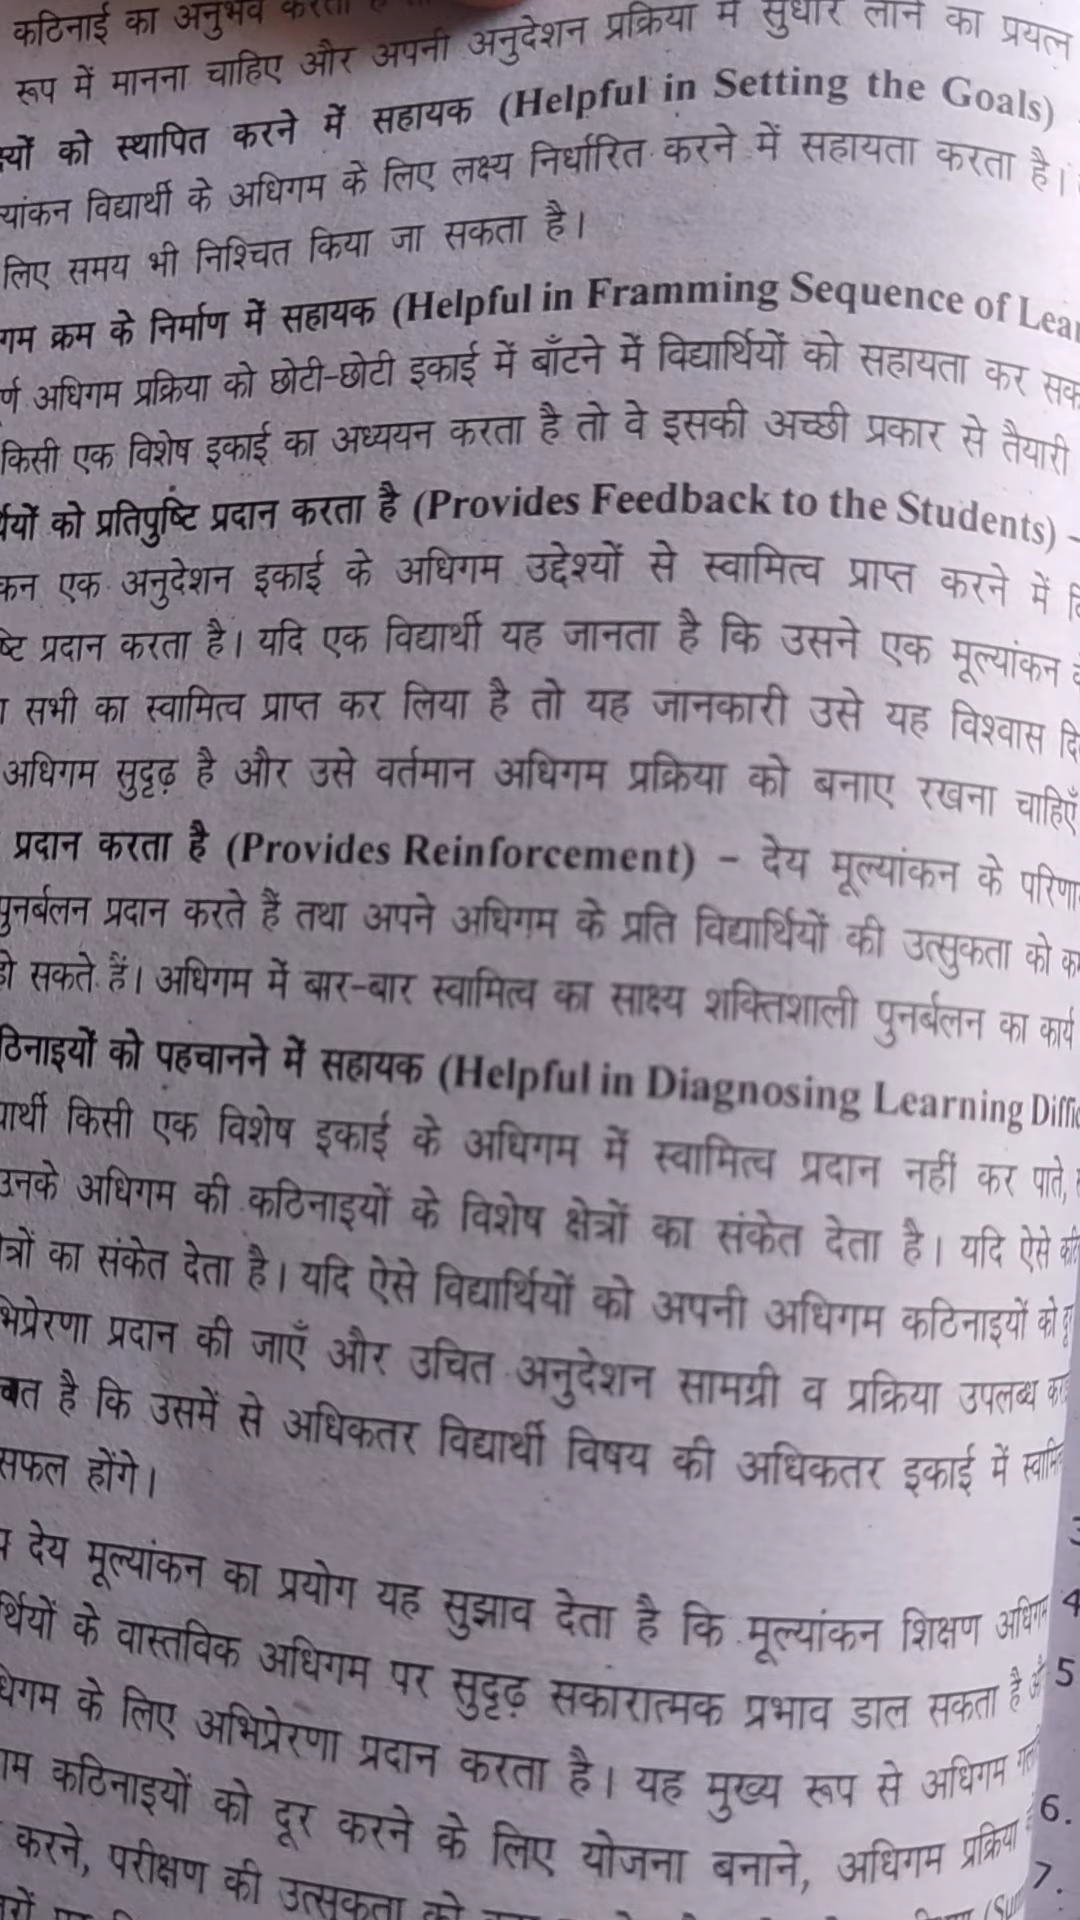 कठिनाई का अनुभव करता
रूप में मानना चाहिए और अपनी अनुदेशन प्रक्रिया में सुधार लाने का प्रयत्न
को स्थापित करने में सहायक (Helpful in Setting the Goals)
विद्यार्थी के अधिगम के लिए लक्ष्य निर्धारित करने में सहायता करता है।
लिए समय भी निश्चित किया जा सकता है।
क्रम के निर्माण में सहायक (Helpful in Framming Sequence of
अधिगम प्रक्रिया को छोटी-छोटी इकाई में बाँटने में विद्यार्थियों को सहायता कर
किसी एक विशेष इकाई का अध्ययन करता है तो वे इसकी अच्छी प्रकार से तैयारी
को प्रतिपुष्टि प्रदान करता है (Provides Feedback to the Students) –
एक अनुदेशन इकाई के अधिगम उद्देश्यों से स्वामित्व प्राप्त करने में
प्रदान करता है। यदि एक विद्यार्थी यह जानता है कि उसने एक मूल्यांकन
सभी का स्वामित्व प्राप्त कर लिया है तो यह जानकारी उसे यह विश्वास
अधिगम सुदृढ़ है और उसे वर्तमान अधिगम प्रक्रिया को बनाए रखना चाहिएँ
प्रदान करता है (Provides Reinforcement) – देय मूल्यांकन के
पुनर्बलन प्रदान करते हैं तथा अपने अधिगम के प्रति विद्यार्थियों की उत्सुकता को
हो सकते हैं। अधिगम में बार-बार स्वामित्व का साक्ष्य शक्तिशाली पुनर्बलन का कार्य
को पहचानने में सहायक (Helpful in Diagnosing Learning
किसी एक विशेष इकाई के अधिगम में स्वामित्व प्रदान नहीं कर पाते,
उनके अधिगम की कठिनाइयों के विशेष क्षेत्रों का संकेत देता है। यदि ऐसे
का संकेत देता है। यदि ऐसे विद्यार्थियों को अपनी अधिगम कठिनाइयों को
प्रदान की जाएँ और उचित अनुदेशन सामग्री व प्रक्रिया उपलब्ध
है कि उसमें से अधिकतर विद्यार्थी विषय की अधिकतर इकाई में
सफल होंगे।
देय मूल्यांकन का प्रयोग यह सुझाव देता है कि मूल्यांकन शिक्षण अधिगम 4
के वास्तविक अधिगम पर सुदृढ़ सकारात्मक प्रभाव डाल सकता है 5
के लिए अभिप्रेरणा प्रदान करता है। यह मुख्य रूप से अधिगम
कठिनाइयों को दूर करने के लिए योजना बनाने, अधिगम प्रक्रिया 6.
करने, परीक्षण की उत्सुकता को 7.